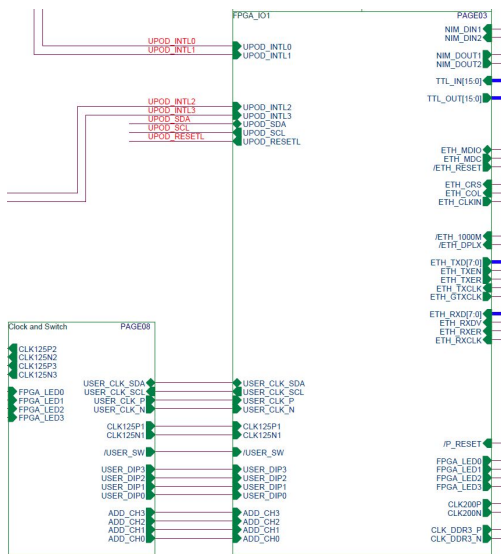 FPGA_IO1 PAGE03
NIM_DIN1
NIM_DIN2
UPOD_INTL0 UPOD_INTL0
UPOD_INTL1 UPOD_INTL1
NIM_DOUT1
NIM_DOUT2
TTL_IN[15:0]
TTL_OUT[15:0]
UPOD_INTL2 UPOD_INTL2
UPOD_INTL3 UPOD_INTL3
UPOD_SDA UPOD_SDA
UPOD_SCL UPOD_SCL
UPOD_RESETL UPOD_RESETL
ETH_MDIO
ETH_MDC
/ETH_RESET
ETH_CRS
ETH_COL
ETH_CLKIN
/ETH_1000M
/ETH_DPLX
ETH_TXD[7:0]
ETH_TXEN
ETH_TXER
ETH_TXCLK
ETH_GTXCLK
ETH_RXD[7:0]
ETH_RXDV
ETH_RXER
ETH_RXCLK
Clock and Switch PAGE08
CLK125P2
CLK125N2
CLK125P3
CLK125N3
FPGA_LED0
FPGA_LED1
FPGA_LED2
FPGA_LED3
USER_CLK_SDA USER_CLK_SDA
USER_CLK_SCL USER_CLK_SCL
USER_CLK_P USER_CLK_P
USER_CLK_N USER_CLK_N
CLK125P1 CLK125P1
CLK125N1 CLK125N1
/USER_SW /USER_SW
/P_RESET
USER_DIP3 USER_DIP3
USER_DIP2 USER_DIP2
USER_DIP1 USER_DIP1
USER_DIP0 USER_DIP0
FPGA_LED0
FPGA_LED1
FPGA_LED2
FPGA_LED3
ADD_CH3 ADD_CH3
ADD_CH2 ADD_CH2
ADD_CH1 ADD_CH1
ADD_CH0 ADD_CH0
CLK200P
CLK200N
CLK_DDR3_P
CLK_DDR3_N